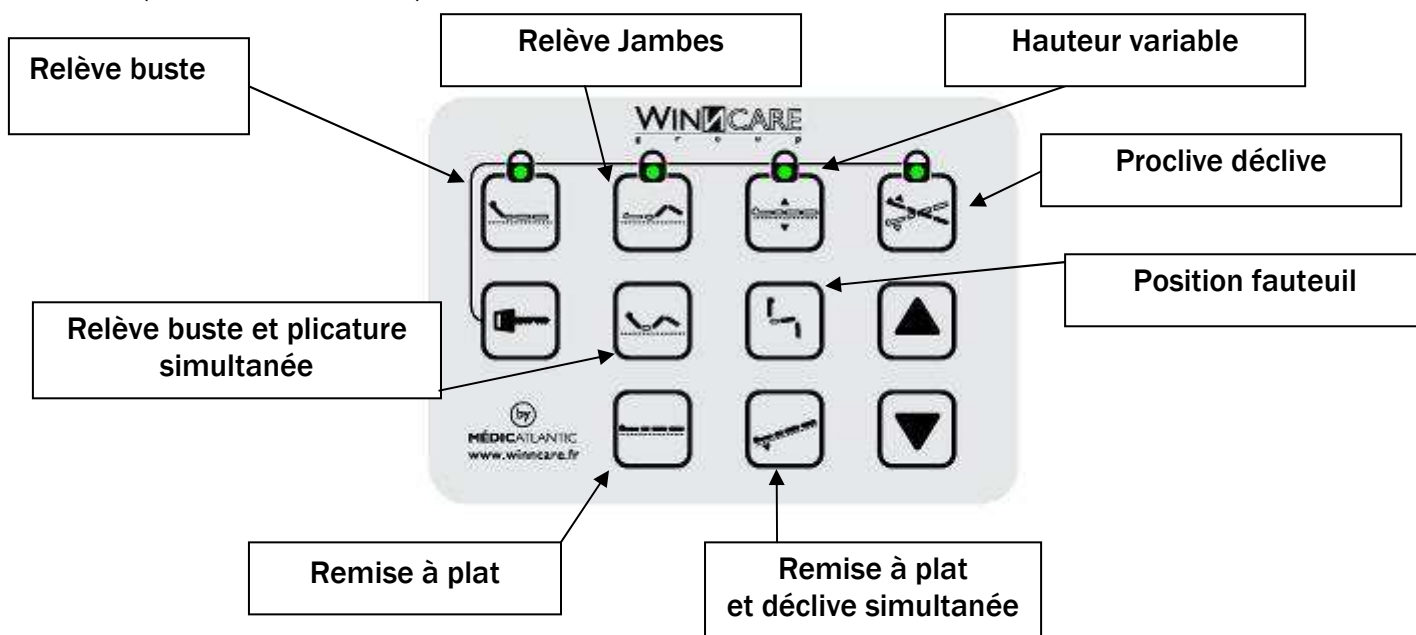 Relève Jambes
Hauteur variable
Relève buste
WINNCARE
group
Proclive déclive
Position fauteuil
Relève buste et plicature
simultanée
by
MÉDICATLANTIC
www.winncare.fr
Remise à plat
Remise à plat
et déclive simultanée